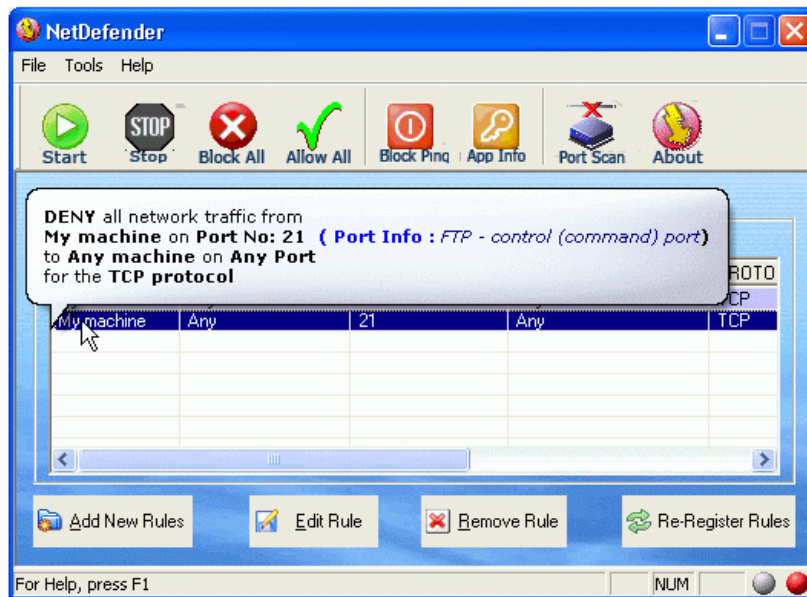 NetDefender
File Tools Help
Start Stop Block All Allow All Block Ping App Info Port Scan About
DENY all network traffic from
My machine on Port No: 21 ( Port Info : FTP - control (command) port)
to Any machine on Any Port
for the TCP protocol
ROTO
TCP
My machine Any 21 Any TCP
Add New Rules Edit Rule Remove Rule Re-Register Rules
For Help, press F1 NUM